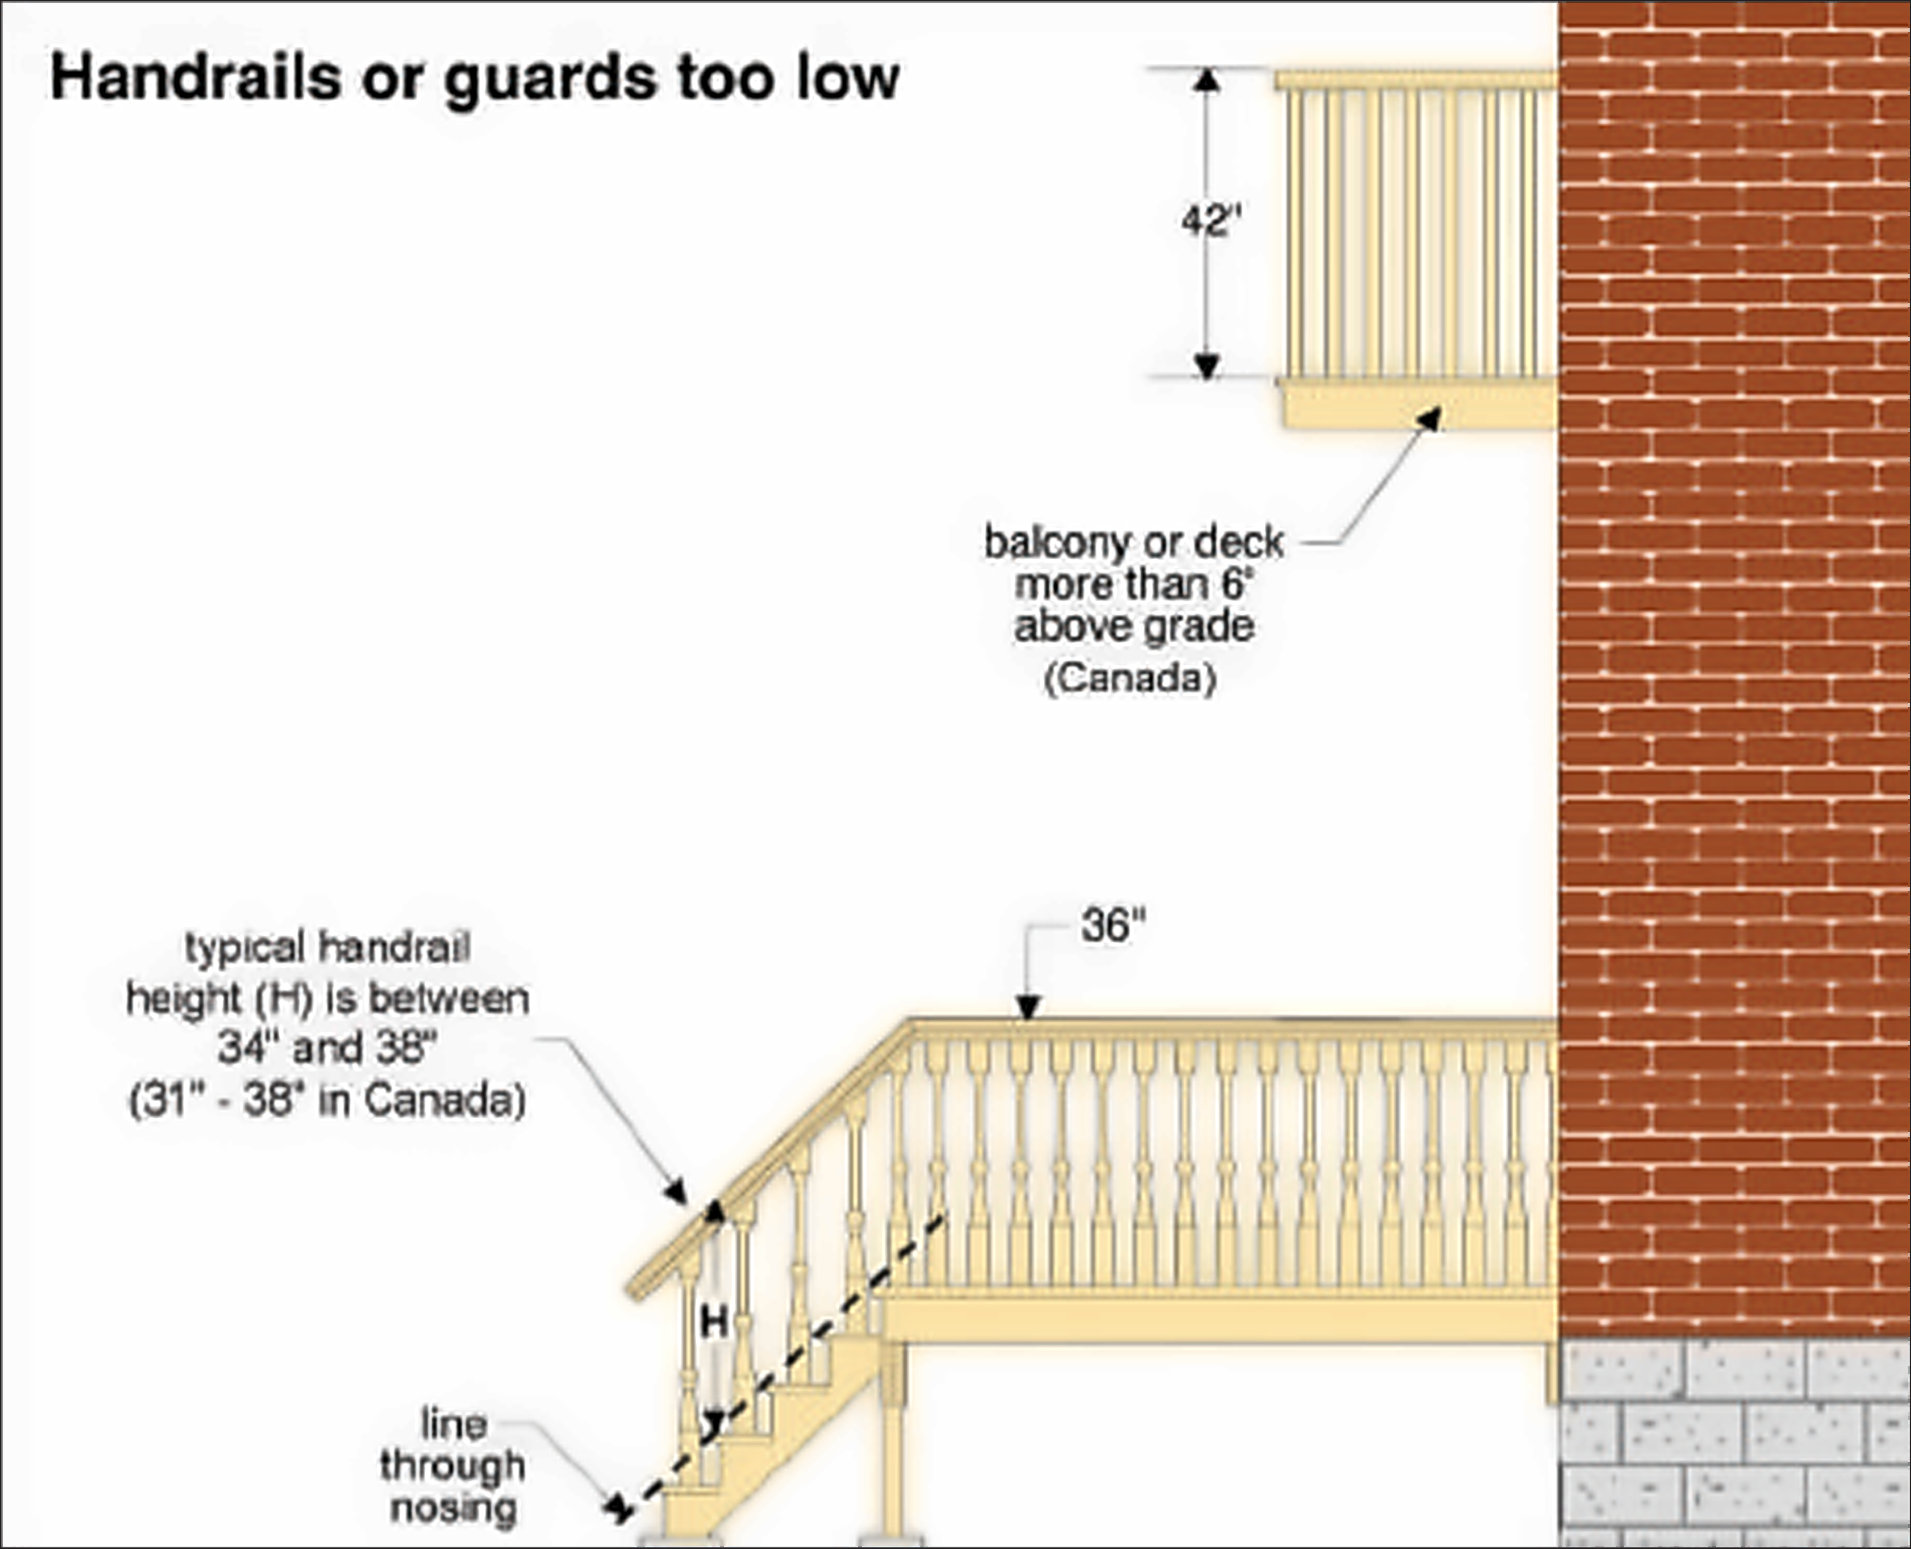 Handrails or guards too low
42"
balcony or deck
more than 6'
above grade
(Canada)
36"
typical handrail
height (H) is between
34" and 38"
(31" - 38" in Canada)
H
line
through
nosing